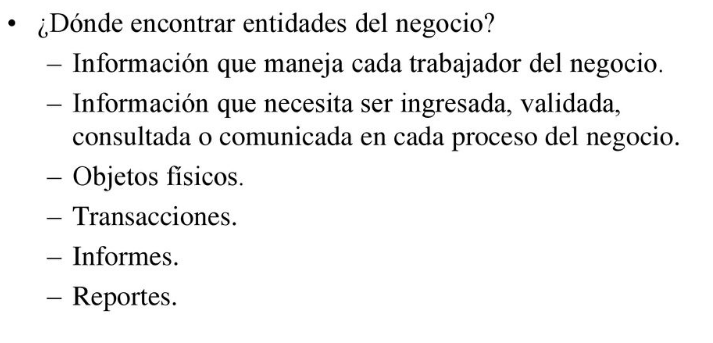 • ¿Dónde encontrar entidades del negocio?
– Información que maneja cada trabajador del negocio.
– Información que necesita ser ingresada, validada,
consultada o comunicada en cada proceso del negocio.
– Objetos físicos.
– Transacciones.
– Informes.
– Reportes.